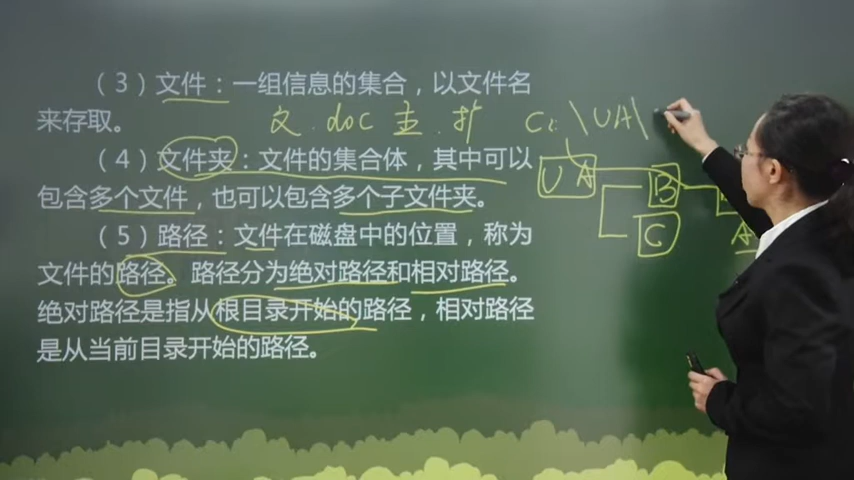 (3)文件：一组信息的集合，以文件名
来存取。
文.doc 主.扩 C:\UA\
(4)文件夹：文件的集合体，其中可以
包含多个文件，也可以包含多个子文件夹。
UA B
C A
(5)路径：文件在磁盘中的位置，称为
文件的路径。路径分为绝对路径和相对路径。
绝对路径是指从根目录开始的路径，相对路径
是从当前目录开始的路径。